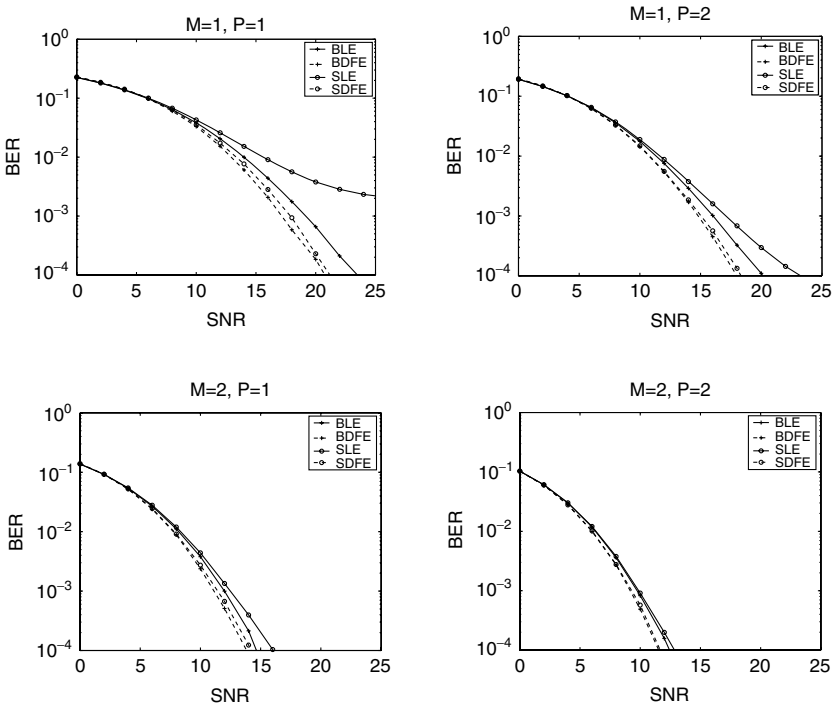 M=1, P=1
10^0
10^-1
10^-2
10^-3
10^-4
BER
0 5 10 15 20 25
SNR
BLE
BDFE
SLE
SDFE
M=1, P=2
10^0
10^-1
10^-2
10^-3
10^-4
BER
0 5 10 15 20 25
SNR
BLE
BDFE
SLE
SDFE
M=2, P=1
10^0
10^-1
10^-2
10^-3
10^-4
BER
0 5 10 15 20 25
SNR
BLE
BDFE
SLE
SDFE
M=2, P=2
10^0
10^-1
10^-2
10^-3
10^-4
BER
0 5 10 15 20 25
SNR
BLE
BDFE
SLE
SDFE